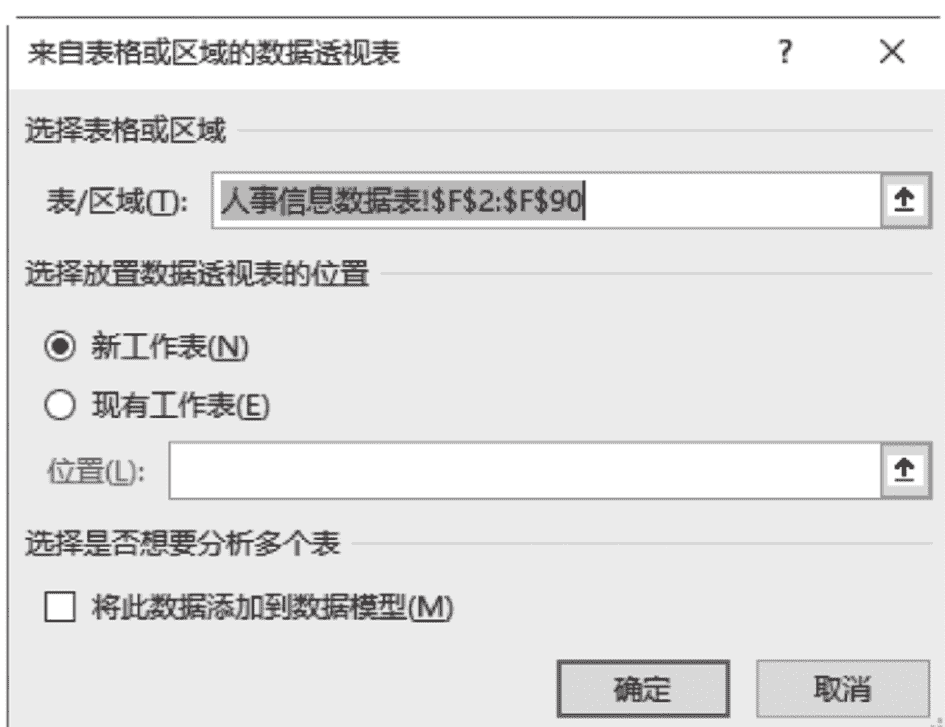 来自表格或区域的数据透视表 ? ×
选择表格或区域
表/区域(T): 人事信息数据表!$F$2:$F$90
选择放置数据透视表的位置
新工作表(N)
现有工作表(E)
位置(L):
选择是否想要分析多个表
将此数据添加到数据模型(M)
确定 取消